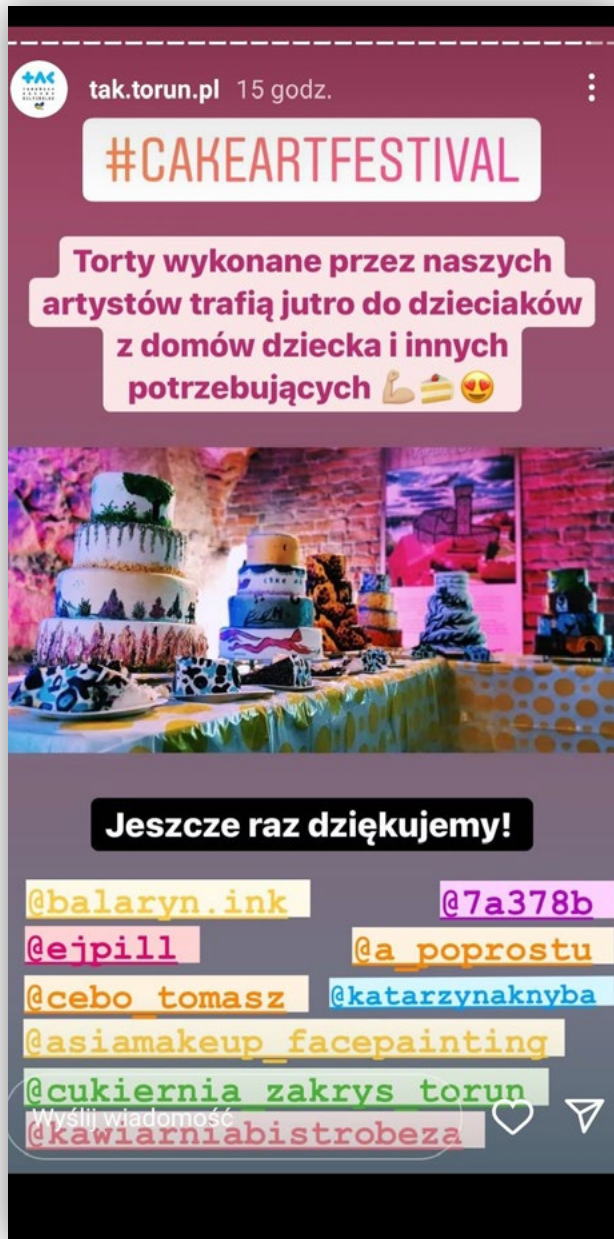 tak.torun.pl 15 godz.
#CAKEARTFESTIVAL
Torty wykonane przez naszych
artystów trafią jutro do dzieciaków
z domów dziecka i innych
potrzebujących 💪🏼🍰😍
Jeszcze raz dziękujemy!
@balaryn.ink @7a378b
@ejpill @a_poprostu
@cebo_tomasz @katarzynaknyba
@asiamakeup_facepainting
@cukiernia_zakrys_torun
Wyślij wiadomość
@kawiarniabistrobeza